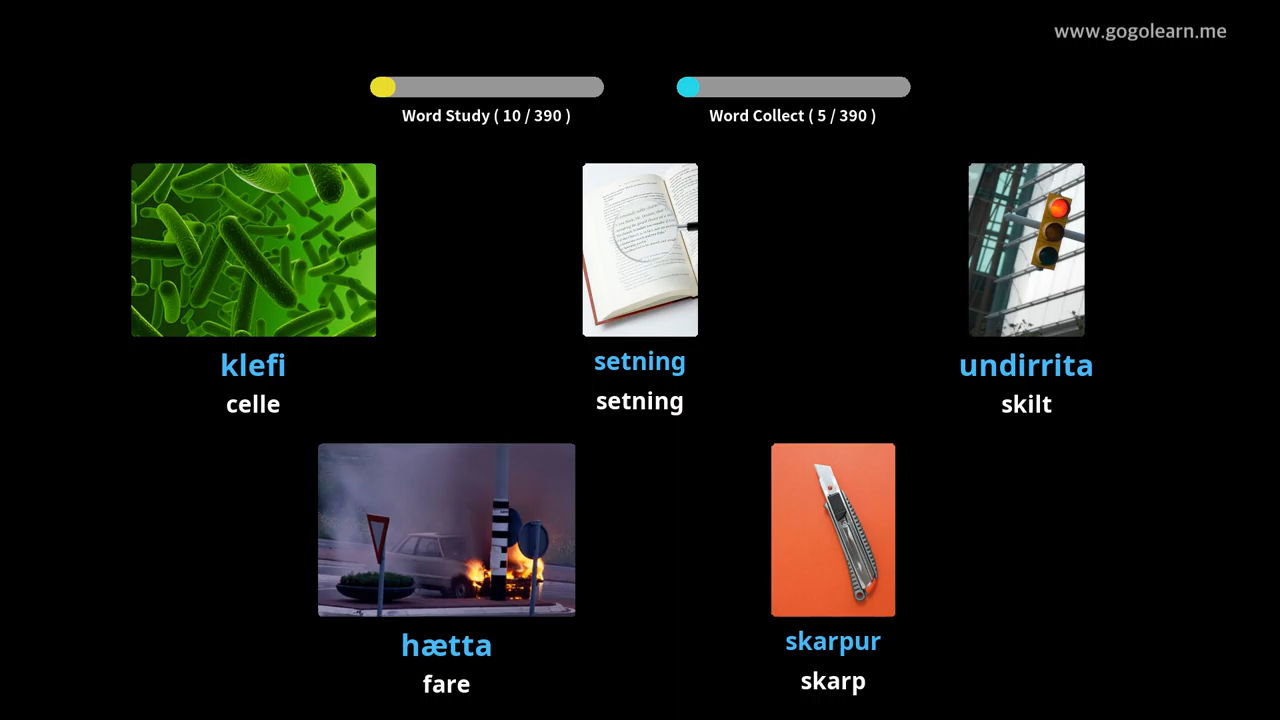 www.gogolearn.me
Word Study ( 10 / 390 )
Word Collect ( 5 / 390 )
klefi
celle
setning
setning
undirrita
skilt
hætta
fare
skarpur
skarp